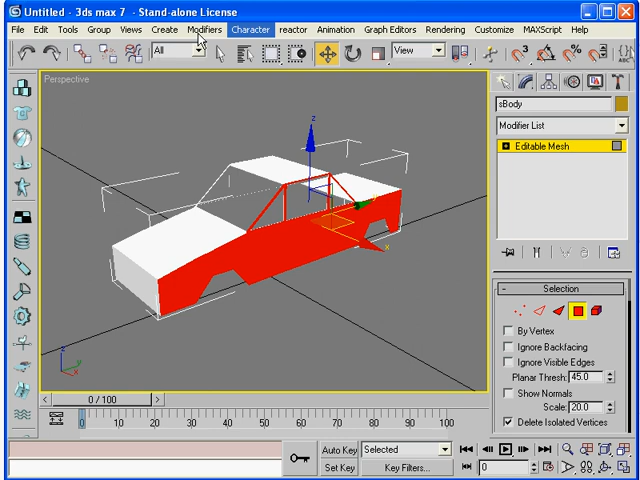 Untitled - 3ds max 7 - Stand-alone License
File Edit Tools Group Views Create Modifiers Character reactor Animation Graph Editors Rendering Customize MAXScript Help
All View 3 % {} ABC
Perspective
sBody
Modifier List
Editable Mesh
z
x
z
y
x
- Selection
By Vertex
Ignore Backfacing
Ignore Visible Edges
Planar Thresh: 45.0
Show Normals
Scale: 20.0
Delete Isolated Vertices
< 0 / 100 >
0 10 20 30 40 50 60 70 80 90 100
Auto Key Selected
Set Key Key Filters... 0